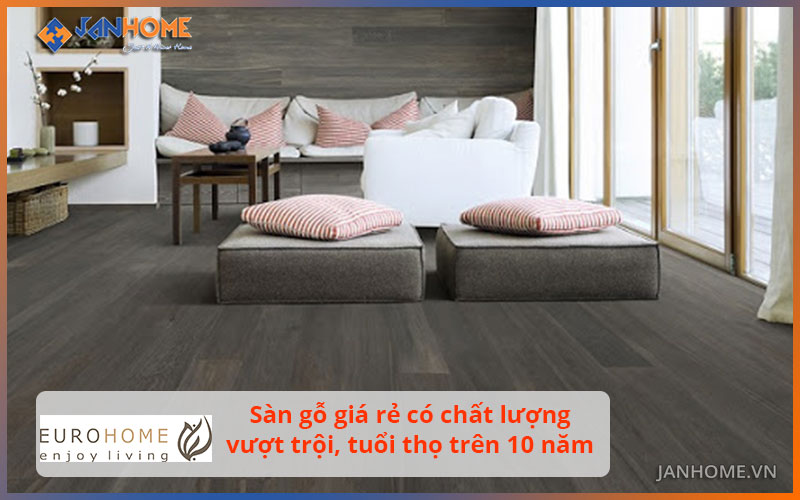 JANHOME
EUROHOME
enjoy living
Sàn gỗ giá rẻ có chất lượng
vượt trội, tuổi thọ trên 10 năm
JANHOME.VN